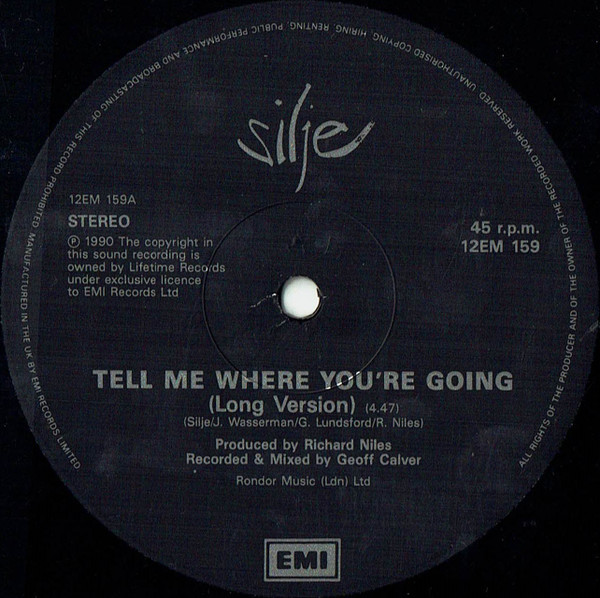 silje
12EM 159A
STEREO
℗ 1990 The copyright in
this sound recording is
owned by Lifetime Records
under exclusive licence
to EMI Records Ltd
45 r.p.m.
12EM 159
TELL ME WHERE YOU'RE GOING
(Long Version) (4.47)
(Silje/J. Wasserman/G. Lundsford/R. Niles)
Produced by Richard Niles
Recorded & Mixed by Geoff Calver
Rondor Music (Ldn) Ltd
EMI
ALL RIGHTS OF THE PRODUCER AND OF THE OWNER OF THE RECORDED WORK RESERVED. UNAUTHORISED COPYING, HIRING, RENTING, PUBLIC PERFORMANCE AND BROADCASTING OF THIS RECORD PROHIBITED. MANUFACTURED IN THE UK BY EMI RECORDS LIMITED